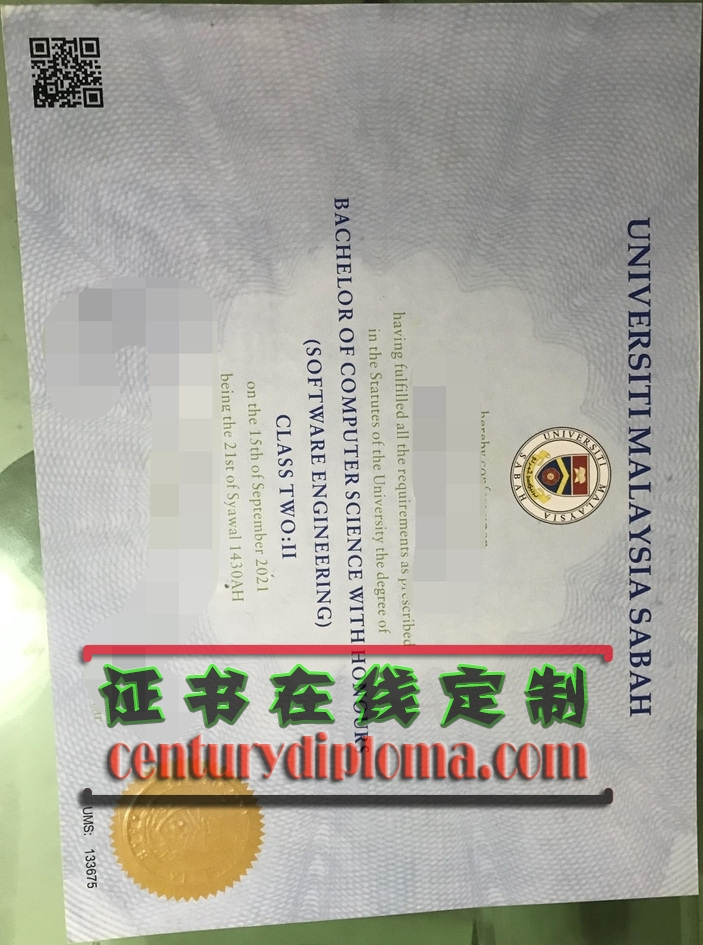 UNIVERSITI MALAYSIA SABAH
UNIVERSITI MALAYSIA
SABAH
hereby
having fulfilled all the requirements as prescribed
in the Statutes of the University the degree of
BACHELOR OF COMPUTER SCIENCE WITH HONOURS
(SOFTWARE ENGINEERING)
CLASS TWO:II
on the 15th of September 2021
being the 21st of Syawal 1430AH
证书在线定制
centurydiploma.com
UMS: 133675